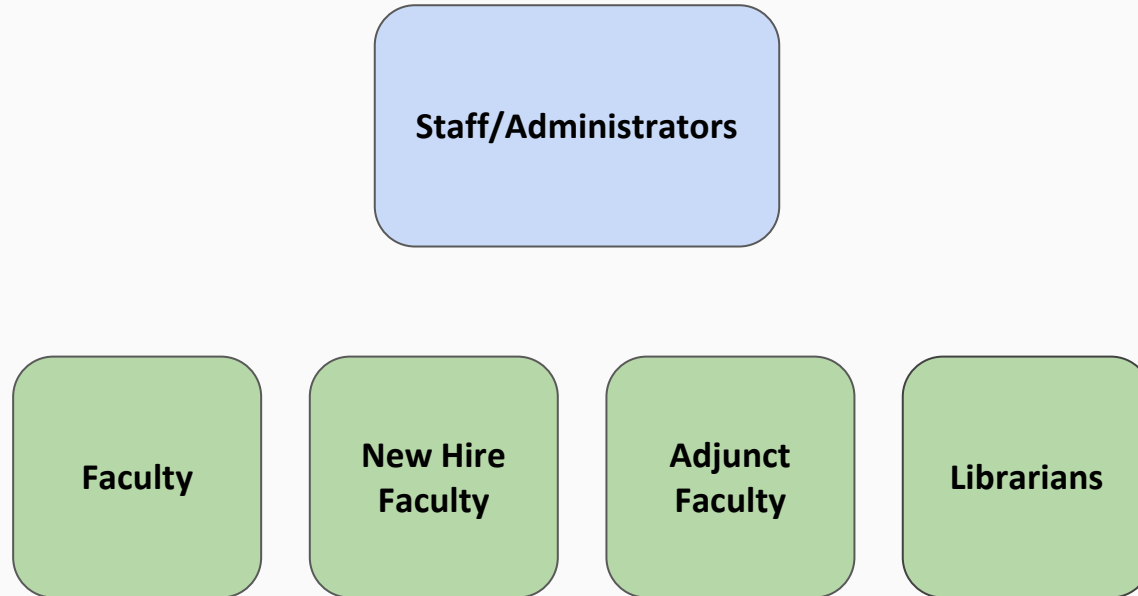 Staff/Administrators
Faculty
New Hire
Faculty
Adjunct
Faculty
Librarians